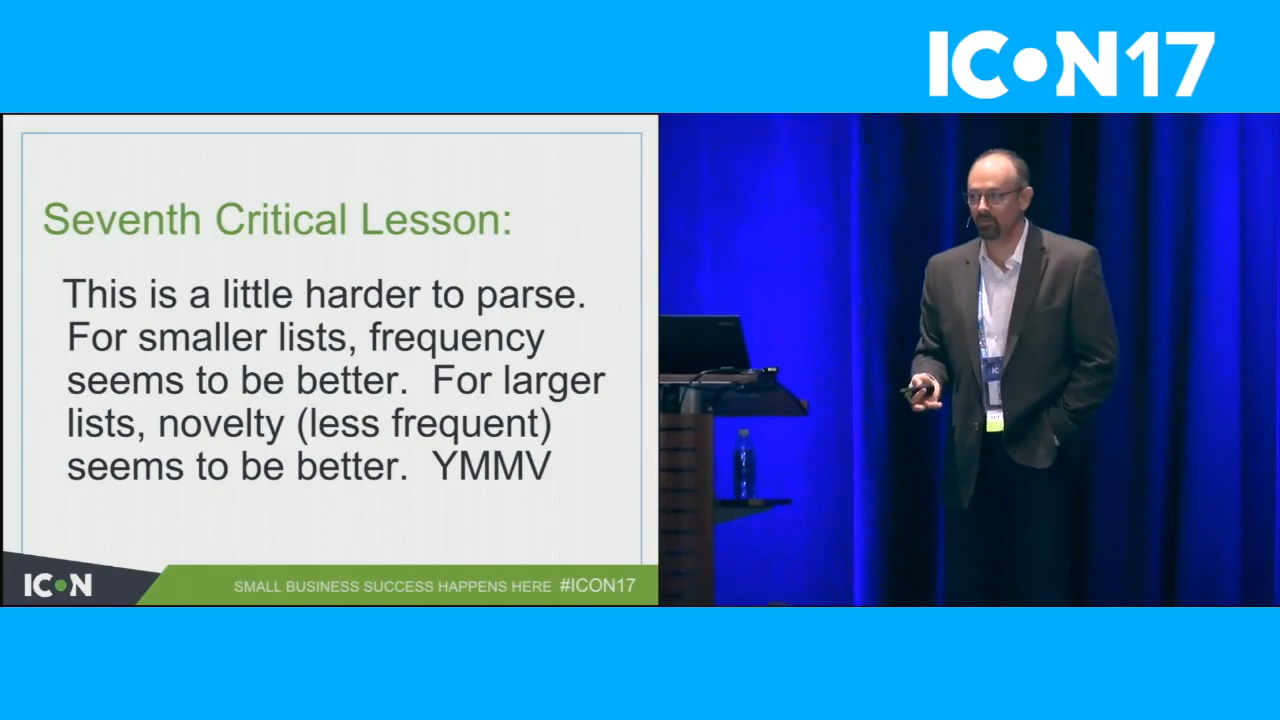 ICON17
Seventh Critical Lesson:
This is a little harder to parse.
For smaller lists, frequency
seems to be better. For larger
lists, novelty (less frequent)
seems to be better. YMMV
ICON
SMALL BUSINESS SUCCESS HAPPENS HERE #ICON17
IC